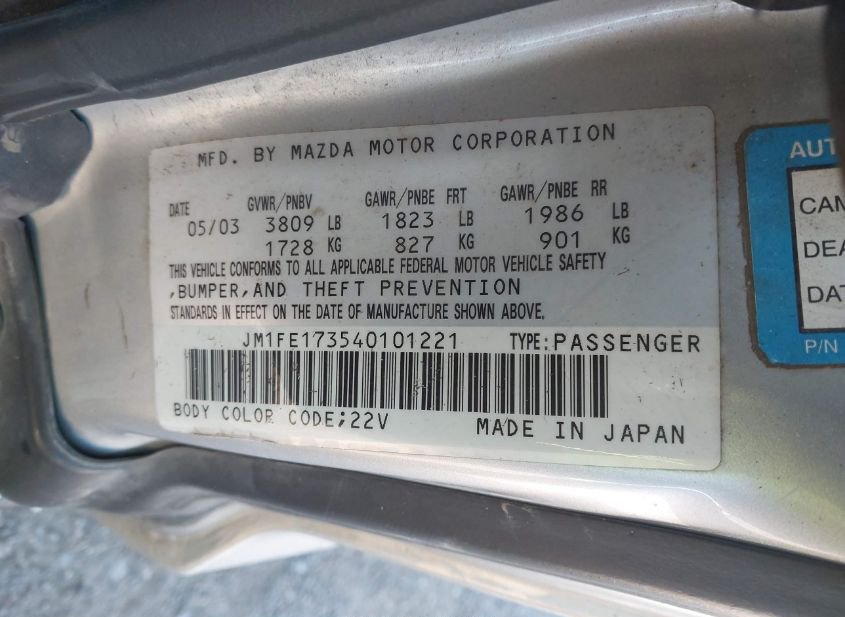 MFD. BY MAZDA MOTOR CORPORATION
DATE GVWR/PNBV GAWR/PNBE FRT GAWR/PNBE RR
05/03 3809 LB 1823 LB 1986 LB
1728 KG 827 KG 901 KG
THIS VEHICLE CONFORMS TO ALL APPLICABLE FEDERAL MOTOR VEHICLE SAFETY
,BUMPER,AND THEFT PREVENTION
STANDARDS IN EFFECT ON THE DATE OF MANUFACTURE SHOWN ABOVE.
JM1FE173540101221 TYPE:PASSENGER
BODY COLOR CODE;22V MADE IN JAPAN
AUT
CAM
DEA
DAT
P/N